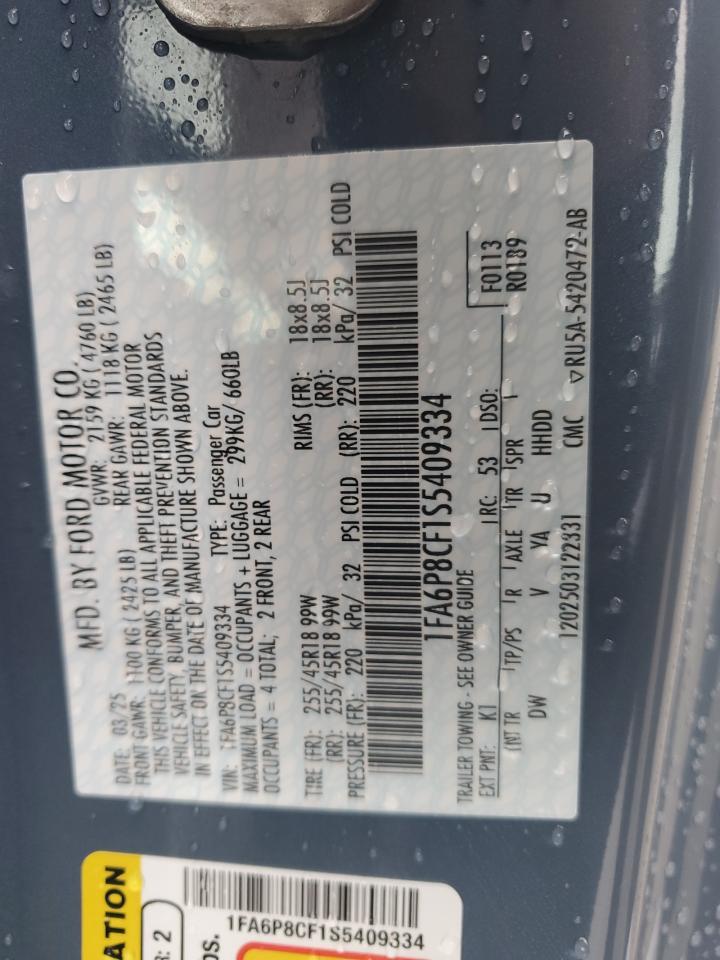 MFD. BY FORD MOTOR CO.
DATE: 03/25 GVWR: 2159 KG ( 4760 LB)
FRONT GAWR: 1100 KG ( 2425 LB) REAR GAWR: 1118 KG ( 2465 LB)
THIS VEHICLE CONFORMS TO ALL APPLICABLE FEDERAL MOTOR
VEHICLE SAFETY, BUMPER, AND THEFT PREVENTION STANDARDS
IN EFFECT ON THE DATE OF MANUFACTURE SHOWN ABOVE.
VIN: 1FA6P8CF1S5409334 TYPE: Passenger Car
MAXIMUM LOAD = OCCUPANTS + LUGGAGE = 299KG/ 660LB
OCCUPANTS = 4 TOTAL; 2 FRONT, 2 REAR
TIRE (FR): 255/45R18 99W RIMS (FR): 18x8.5J
(RR): 255/45R18 99W (RR): 18x8.5J
PRESSURE (FR): 220 kPa/ 32 PSI COLD (RR): 220 kPa/ 32 PSI COLD
1FA6P8CF1S5409334
TRAILER TOWING - SEE OWNER GUIDE
EXT PNT: K1 RC: 53 DSO: F0113
INT TR TP/PS R AXLE TR SPR R0189
DW V YA U HHDD
1202503122331 CMC ▽RU5A-5420472-AB
ATION
R: 2
DS.
1FA6P8CF1S5409334